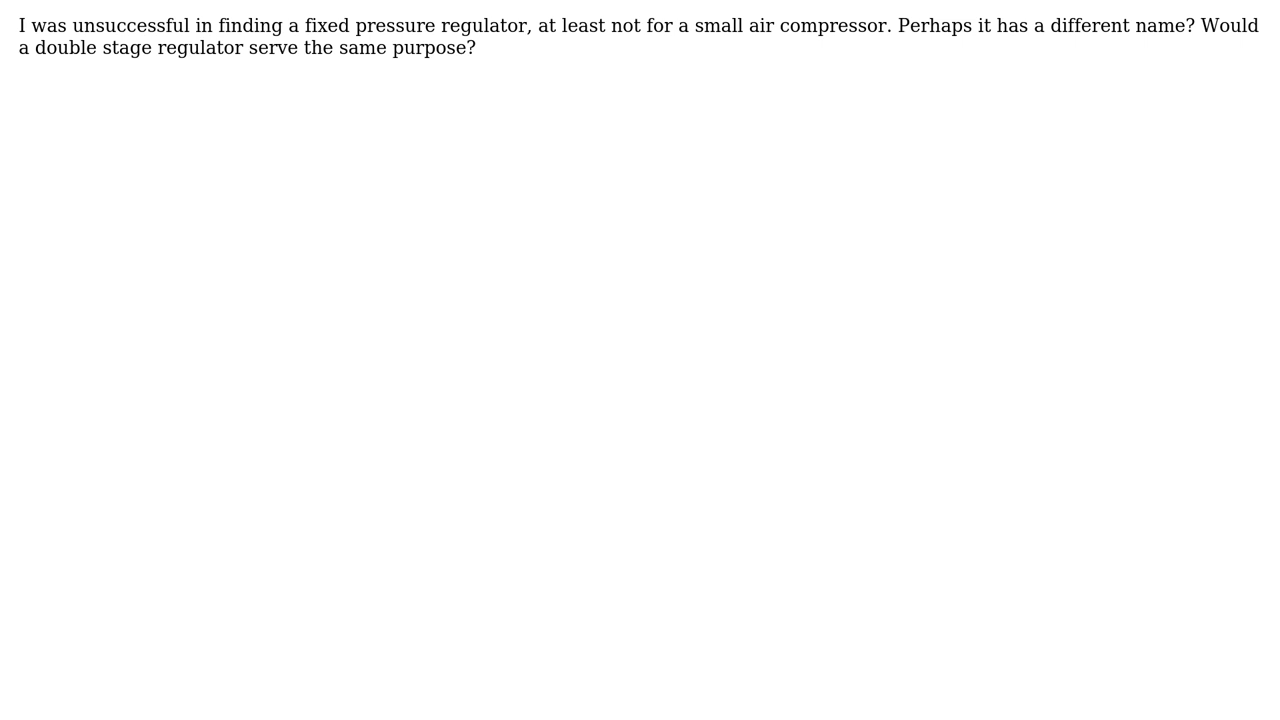 I was unsuccessful in finding a fixed pressure regulator, at least not for a small air compressor. Perhaps it has a different name? Would
a double stage regulator serve the same purpose?